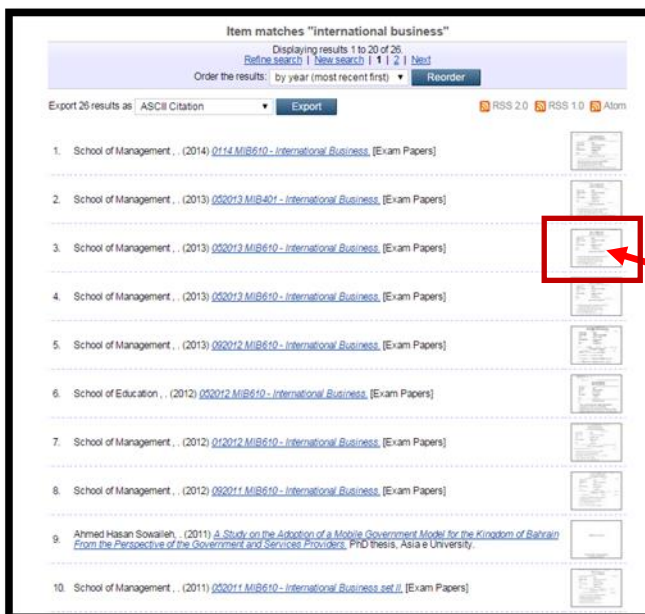 Item matches "international business"
Displaying results 1 to 20 of 26.
Refine search | New search | 1 | 2 | Next
Order the results: by year (most recent first) Reorder
Export 26 results as ASCII Citation Export RSS 2.0 RSS 1.0 Atom
1. School of Management , . (2014) 0114 MIB610 - International Business. [Exam Papers]
2. School of Management , . (2013) 052013 MIB401 - International Business. [Exam Papers]
3. School of Management , . (2013) 052013 MIB610 - International Business. [Exam Papers]
4. School of Management , . (2013) 052013 MIB610 - International Business. [Exam Papers]
5. School of Management , . (2013) 092012 MIB610 - International Business. [Exam Papers]
6. School of Education , . (2012) 052012 MIB610 - International Business. [Exam Papers]
7. School of Management , . (2012) 012012 MIB610 - International Business. [Exam Papers]
8. School of Management , . (2012) 092011 MIB610 - International Business. [Exam Papers]
9. Ahmed Hasan Sowaileh, . (2011) A Study on the Adoption of a Mobile Government Model for the Kingdom of Bahrain
From the Perspective of the Government and Services Providers. PhD thesis, Asia e University.
10. School of Management , . (2011) 052011 MIB610 - International Business set II. [Exam Papers]